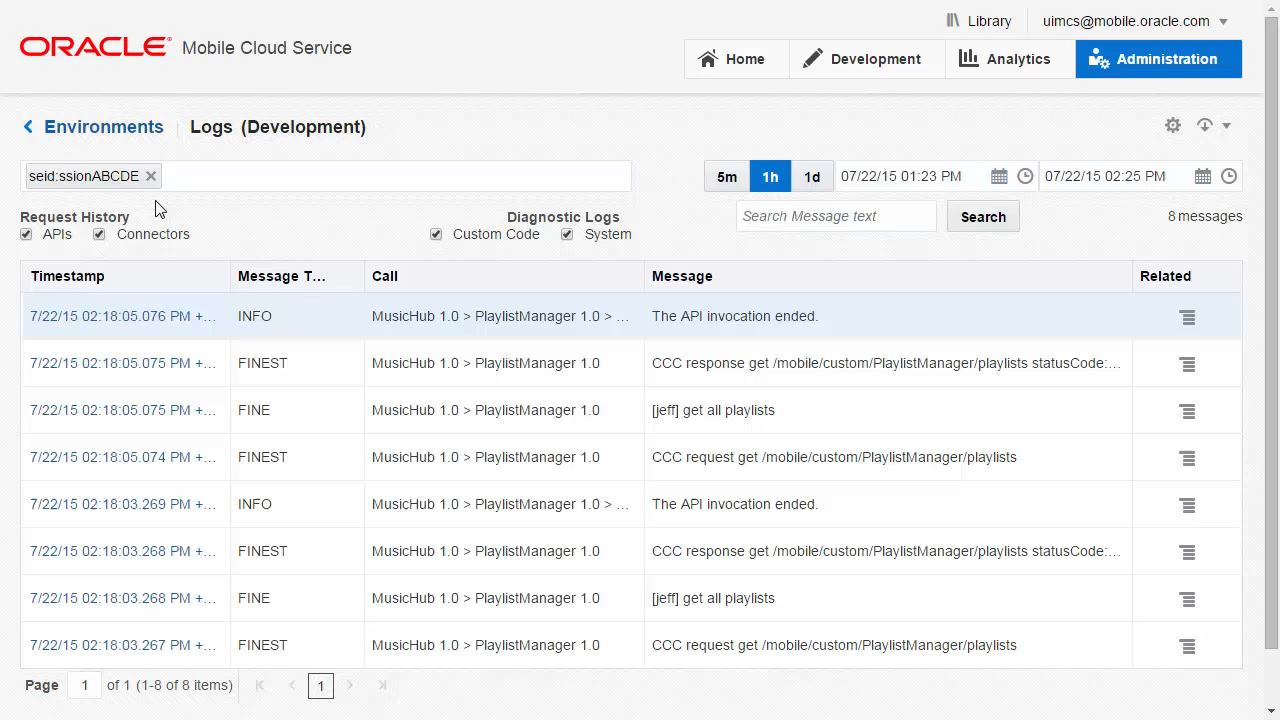 Library uimcs@mobile.oracle.com
ORACLE Mobile Cloud Service
Home Development Analytics Administration
Environments Logs (Development)
seid:ssionABCDE 5m 1h 1d 07/22/15 01:23 PM 07/22/15 02:25 PM
Request History Diagnostic Logs Search Message text Search 8 messages
APIs Connectors Custom Code System
Timestamp Message T... Call Message Related
7/22/15 02:18:05.076 PM +... INFO MusicHub 1.0 > PlaylistManager 1.0 > ... The API invocation ended.
7/22/15 02:18:05.075 PM +... FINEST MusicHub 1.0 > PlaylistManager 1.0 CCC response get /mobile/custom/PlaylistManager/playlists statusCode:...
7/22/15 02:18:05.075 PM +... FINE MusicHub 1.0 > PlaylistManager 1.0 [jeff] get all playlists
7/22/15 02:18:05.074 PM +... FINEST MusicHub 1.0 > PlaylistManager 1.0 CCC request get /mobile/custom/PlaylistManager/playlists
7/22/15 02:18:03.269 PM +... INFO MusicHub 1.0 > PlaylistManager 1.0 > ... The API invocation ended.
7/22/15 02:18:03.268 PM +... FINEST MusicHub 1.0 > PlaylistManager 1.0 CCC response get /mobile/custom/PlaylistManager/playlists statusCode:...
7/22/15 02:18:03.268 PM +... FINE MusicHub 1.0 > PlaylistManager 1.0 [jeff] get all playlists
7/22/15 02:18:03.267 PM +... FINEST MusicHub 1.0 > PlaylistManager 1.0 CCC request get /mobile/custom/PlaylistManager/playlists
Page 1 of 1 (1-8 of 8 items) 1